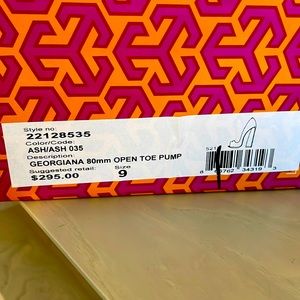 Style no.
22128535
Color/Code:
ASH/ASH 035
Description
GEORGIANA 80mm OPEN TOE PUMP
Suggested retail: Size
$295.00 9